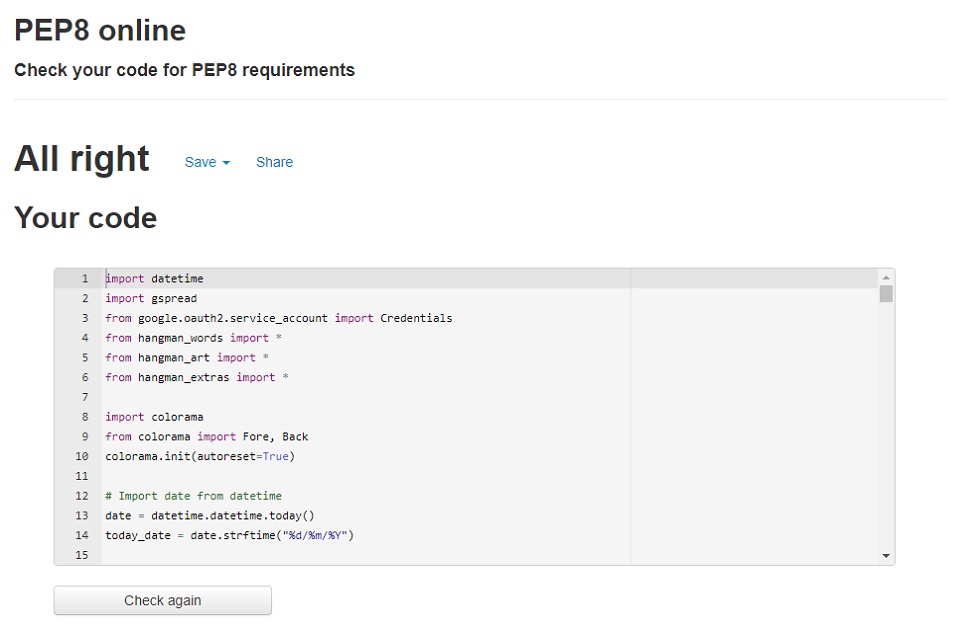 PEP8 online
Check your code for PEP8 requirements
All right Save Share
Your code
1 import datetime
2 import gspread
3 from google.oauth2.service_account import Credentials
4 from hangman_words import *
5 from hangman_art import *
6 from hangman_extras import *
7
8 import colorama
9 from colorama import Fore, Back
10 colorama.init(autoreset=True)
11
12 # Import date from datetime
13 date = datetime.datetime.today()
14 today_date = date.strftime("%d/%m/%Y")
15
Check again